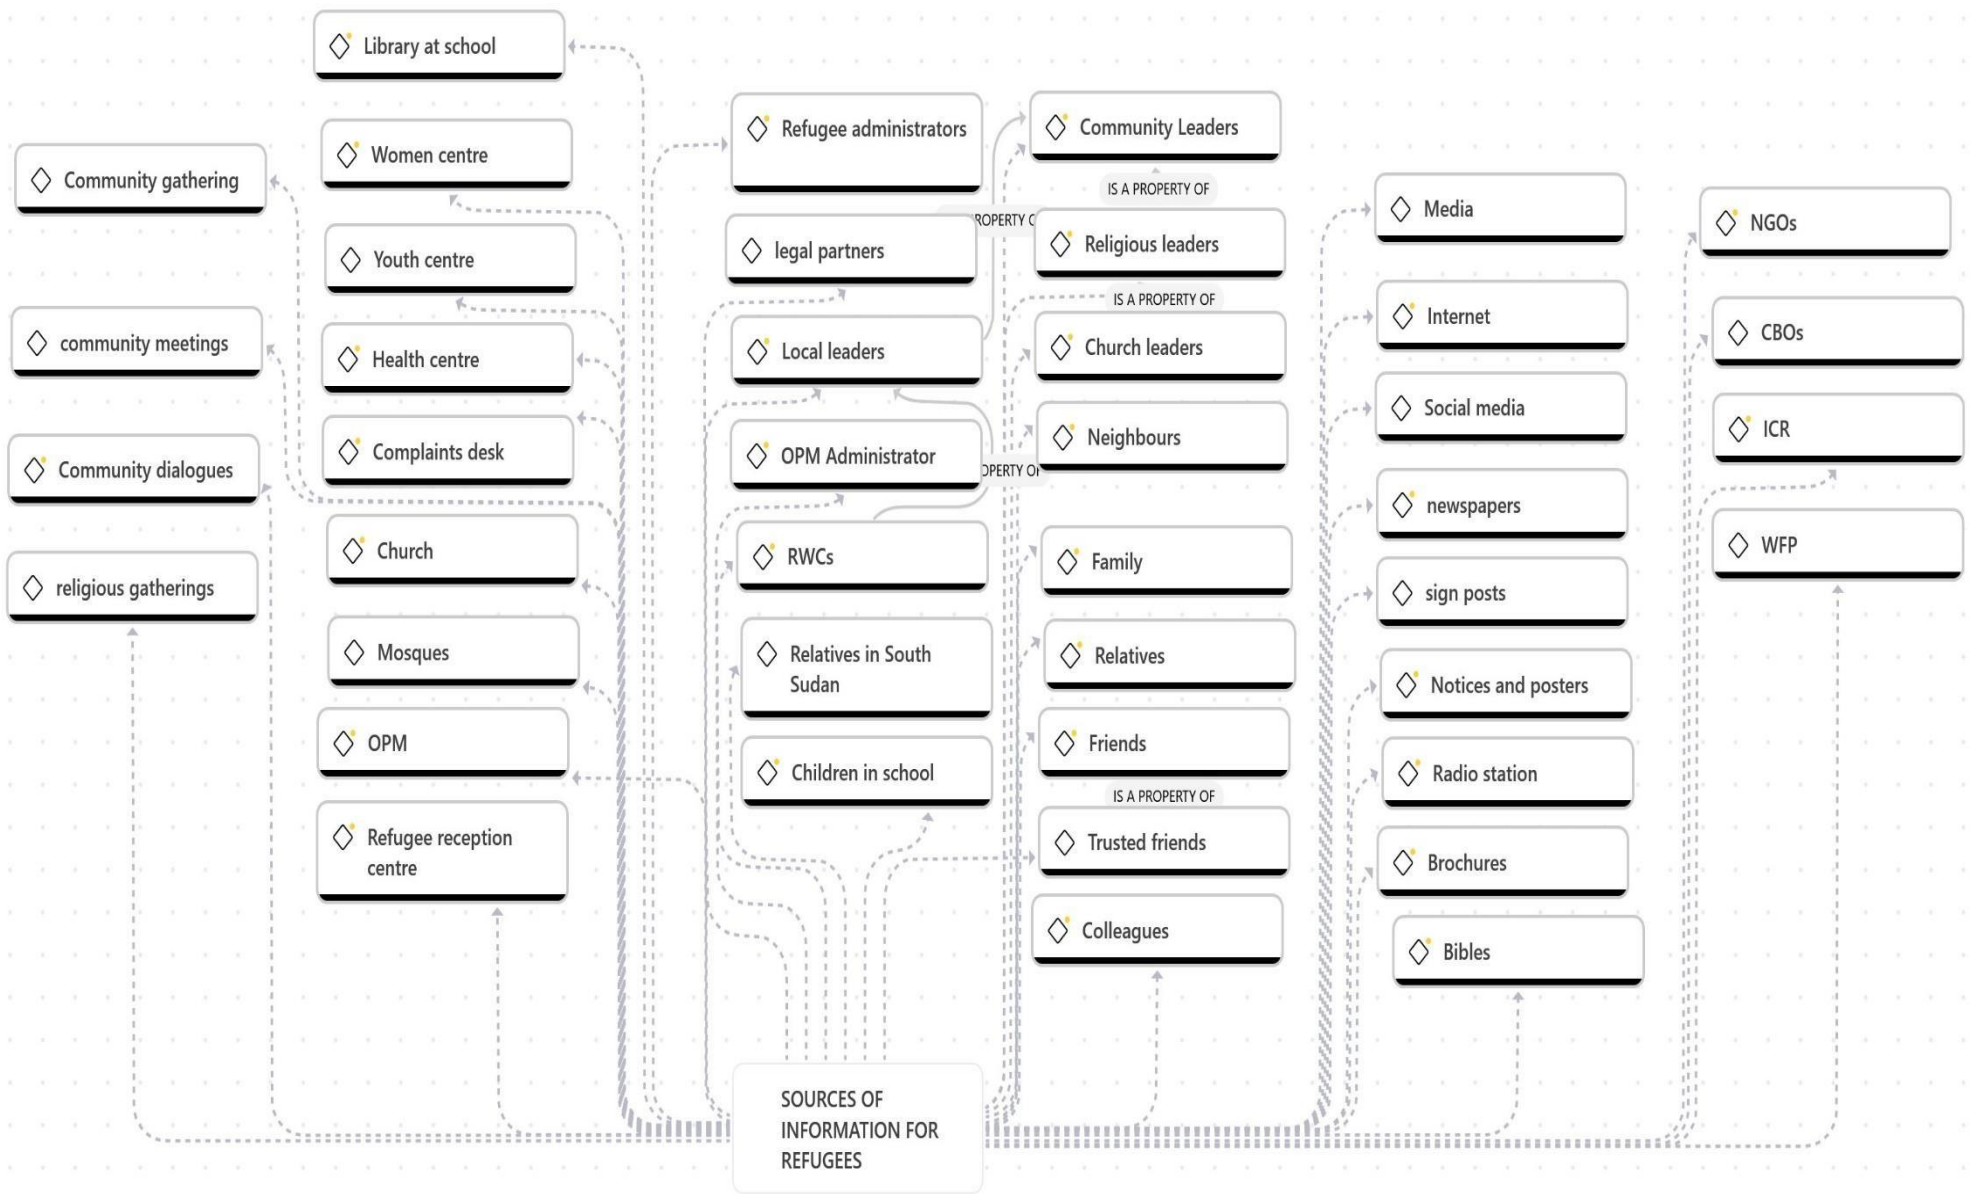 Library at school
Women centre
Community gathering
Youth centre
community meetings
Health centre
Complaints desk
Community dialogues
Church
religious gatherings
Mosques
OPM
Refugee reception
centre
Refugee administrators
legal partners
Local leaders
OPM Administrator
RWCs
Relatives in South
Sudan
Children in school
Community Leaders
IS A PROPERTY OF
Religious leaders
IS A PROPERTY OF
Church leaders
Neighbours
Family
Relatives
Friends
IS A PROPERTY OF
Trusted friends
Colleagues
Media
Internet
Social media
newspapers
sign posts
Notices and posters
Radio station
Brochures
Bibles
NGOs
CBOs
ICR
WFP
SOURCES OF
INFORMATION FOR
REFUGEES